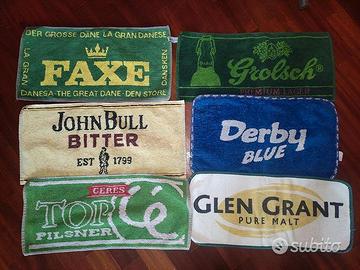 DER GROSSE DANE LA GRAN DANESE
LA GRAN
FAXE
DANSKEN
DANESA·THE GREAT DANE·DEN STORE
Grolsch
PREMIUM LAGER
JOHN BULL
BITTER
EST 1799
Derby
BLUE
CERES
TOP
PILSNER
GLEN GRANT
PURE MALT
subito